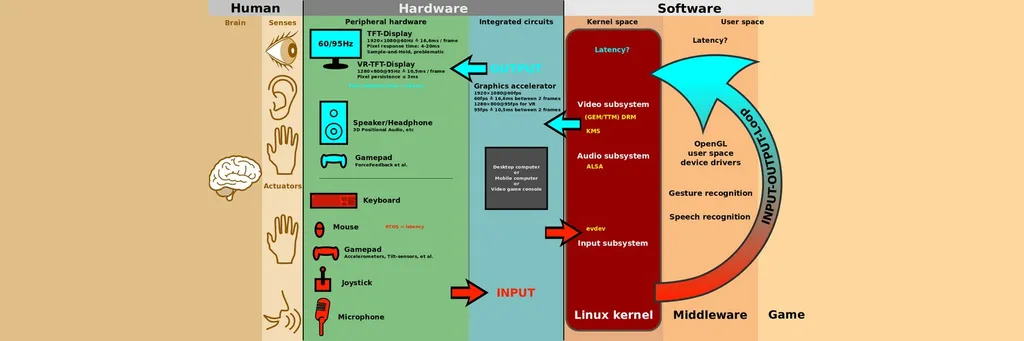 Human
Hardware
Software
Brain
Senses
Peripheral hardware
Integrated circuits
Kernel space
User space
60/95Hz
TFT-Display
1920×1080@60Hz ≙ 16,6ms / frame
Pixel response time: 4-20ms
Sample-and-Hold, problematic
VR-TFT-Display
1280×800@95Hz ≙ 10,5ms / frame
Pixel persistence ≤ 3ms
OUTPUT
Graphics accelerator
1920×1080@60fps
60fps ≙ 16,6ms between 2 frames
1280×800@95fps for VR
95fps ≙ 10,5ms between 2 frames
Speaker/Headphone
3D Positional Audio, etc
Gamepad
ForceFeedback et al.
Desktop computer
or
Mobile computer
or
Video game console
Actuators
Keyboard
Mouse
RTOS = latency
Gamepad
Accelerometers, Tilt-sensors, et al.
Joystick
Microphone
INPUT
Latency?
Video subsystem
(GEM/TTM) DRM
KMS
Audio subsystem
ALSA
evdev
Input subsystem
Linux kernel
Latency?
OpenGL
user space
device drivers
Gesture recognition
Speech recognition
INPUT-OUTPUT-Loop
Middleware
Game